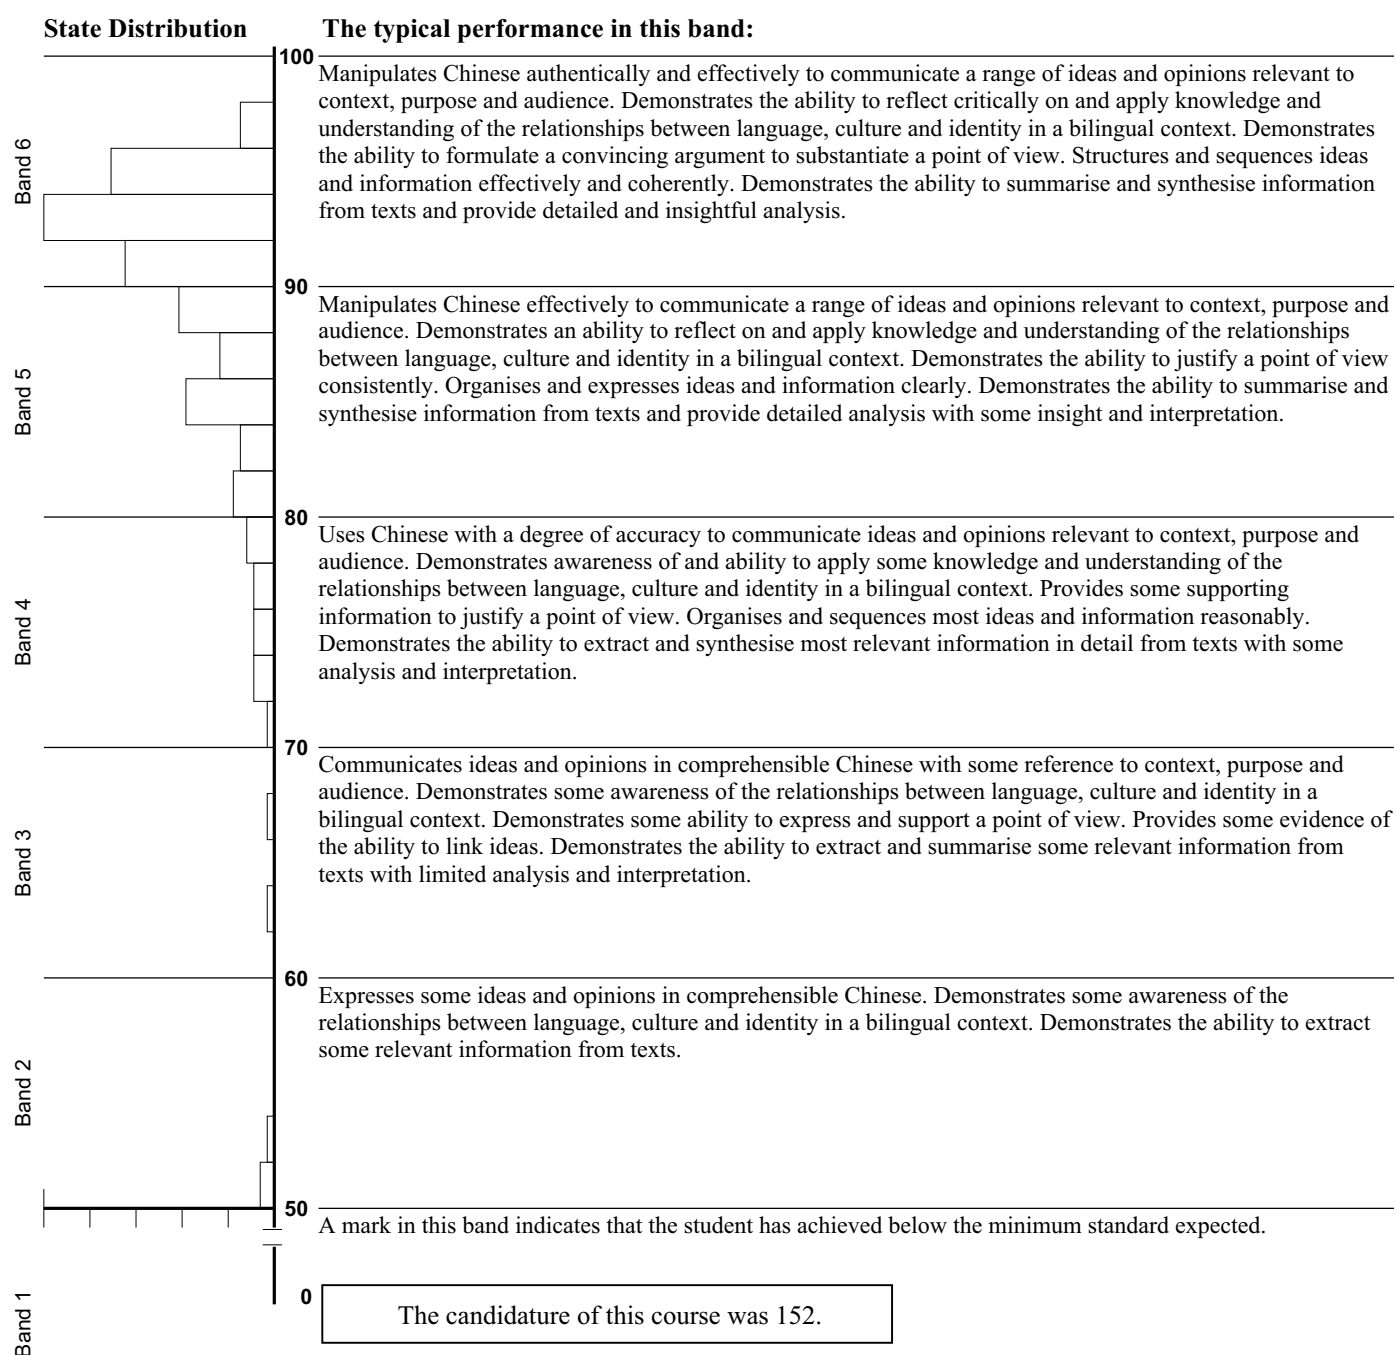 State Distribution
The typical performance in this band:
100
Manipulates Chinese authentically and effectively to communicate a range of ideas and opinions relevant to
context, purpose and audience. Demonstrates the ability to reflect critically on and apply knowledge and
understanding of the relationships between language, culture and identity in a bilingual context. Demonstrates
the ability to formulate a convincing argument to substantiate a point of view. Structures and sequences ideas
and information effectively and coherently. Demonstrates the ability to summarise and synthesise information
from texts and provide detailed and insightful analysis.
Band 6
90
Manipulates Chinese effectively to communicate a range of ideas and opinions relevant to context, purpose and
audience. Demonstrates an ability to reflect on and apply knowledge and understanding of the relationships
between language, culture and identity in a bilingual context. Demonstrates the ability to justify a point of view
consistently. Organises and expresses ideas and information clearly. Demonstrates the ability to summarise and
synthesise information from texts and provide detailed analysis with some insight and interpretation.
Band 5
80
Uses Chinese with a degree of accuracy to communicate ideas and opinions relevant to context, purpose and
audience. Demonstrates awareness of and ability to apply some knowledge and understanding of the
relationships between language, culture and identity in a bilingual context. Provides some supporting
information to justify a point of view. Organises and sequences most ideas and information reasonably.
Demonstrates the ability to extract and synthesise most relevant information in detail from texts with some
analysis and interpretation.
Band 4
70
Communicates ideas and opinions in comprehensible Chinese with some reference to context, purpose and
audience. Demonstrates some awareness of the relationships between language, culture and identity in a
bilingual context. Demonstrates some ability to express and support a point of view. Provides some evidence of
the ability to link ideas. Demonstrates the ability to extract and summarise some relevant information from
texts with limited analysis and interpretation.
Band 3
60
Expresses some ideas and opinions in comprehensible Chinese. Demonstrates some awareness of the
relationships between language, culture and identity in a bilingual context. Demonstrates the ability to extract
some relevant information from texts.
Band 2
50
A mark in this band indicates that the student has achieved below the minimum standard expected.
0
Band 1
The candidature of this course was 152.